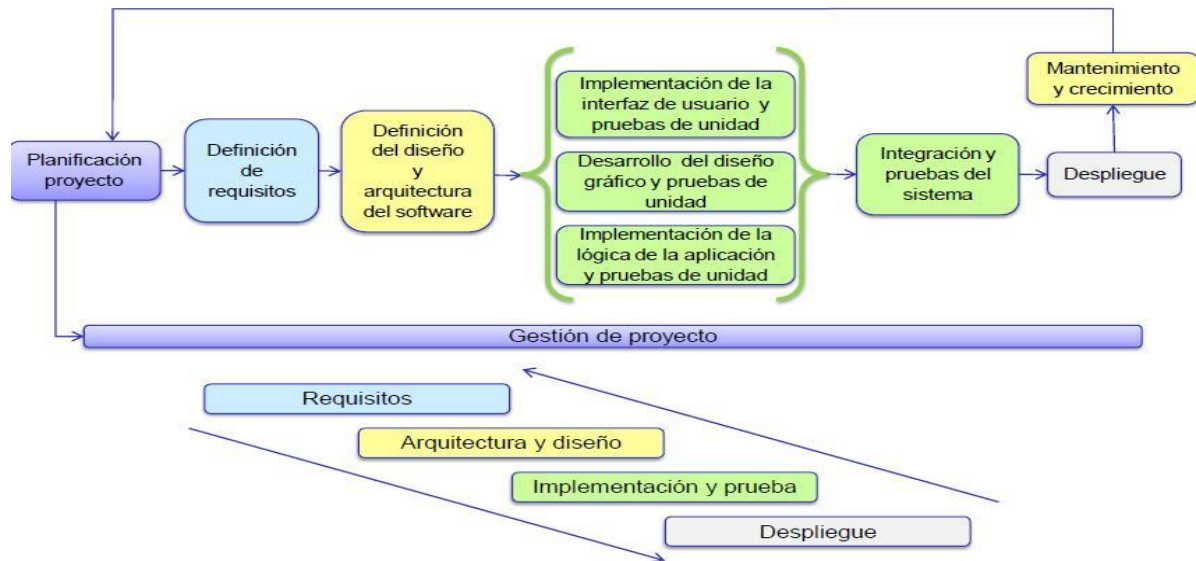 Planificación
proyecto
Definición
de
requisitos
Definición
del diseño
y
arquitectura
del software
Implementación de la
interfaz de usuario y
pruebas de unidad
Desarrollo del diseño
gráfico y pruebas de
unidad
Implementación de la
lógica de la aplicación
y pruebas de unidad
Integración y
pruebas del
sistema
Despliegue
Mantenimiento
y crecimiento
Gestión de proyecto
Requisitos
Arquitectura y diseño
Implementación y prueba
Despliegue